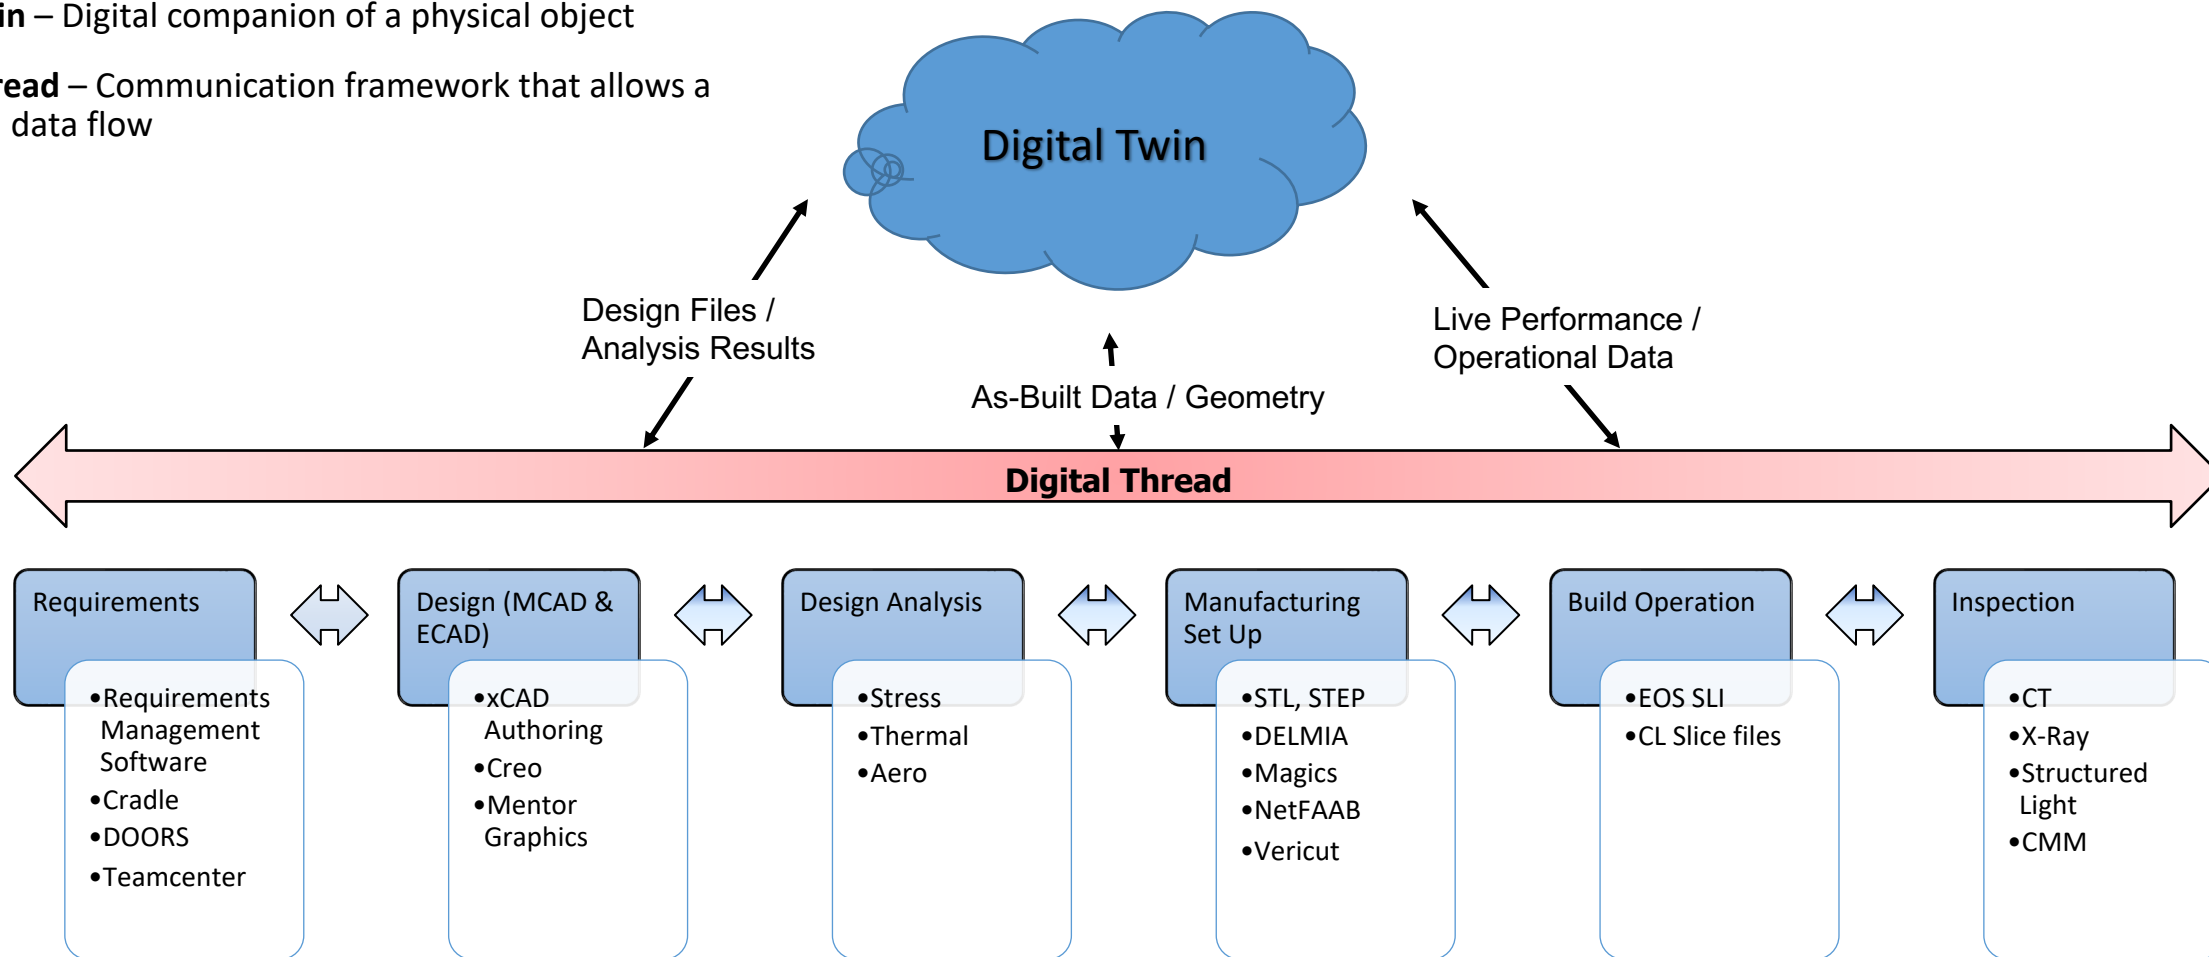 in – Digital companion of a physical object
read – Communication framework that allows a
data flow
Digital Twin
Design Files /
Analysis Results
Live Performance /
Operational Data
As-Built Data / Geometry
Digital Thread
Requirements
•Requirements
Management
Software
•Cradle
•DOORS
•Teamcenter
Design (MCAD &
ECAD)
•xCAD
Authoring
•Creo
•Mentor
Graphics
Design Analysis
•Stress
•Thermal
•Aero
Manufacturing
Set Up
•STL, STEP
•DELMIA
•Magics
•NetFAAB
•Vericut
Build Operation
•EOS SLI
•CL Slice files
Inspection
•CT
•X-Ray
•Structured
Light
•CMM